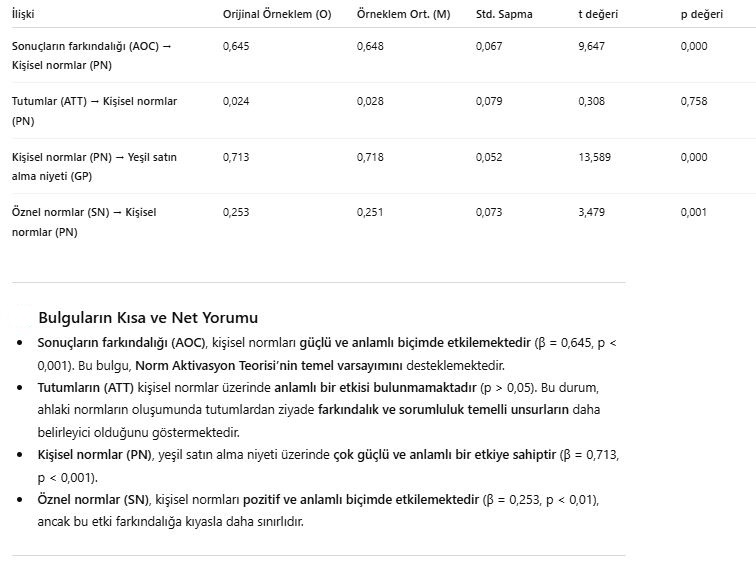 İlişki Orijinal Örneklem (O) Örneklem Ort. (M) Std. Sapma t değeri p değeri
Sonuçların farkındalığı (AOC) → 0,645 0,648 0,067 9,647 0,000
Kişisel normlar (PN)
Tutumlar (ATT) → Kişisel normlar 0,024 0,028 0,079 0,308 0,758
(PN)
Kişisel normlar (PN) → Yeşil satın 0,713 0,718 0,052 13,589 0,000
alma niyeti (GP)
Öznel normlar (SN) → Kişisel 0,253 0,251 0,073 3,479 0,001
normlar (PN)
Bulguların Kısa ve Net Yorumu
• Sonuçların farkındalığı (AOC), kişisel normları güçlü ve anlamlı biçimde etkilemektedir (β = 0,645, p <
0,001). Bu bulgu, Norm Aktivasyon Teorisi’nin temel varsayımını desteklemektedir.
• Tutumların (ATT) kişisel normlar üzerinde anlamlı bir etkisi bulunmamaktadır (p > 0,05). Bu durum,
ahlaki normların oluşumunda tutumlardan ziyade farkındalık ve sorumluluk temelli unsurların daha
belirleyici olduğunu göstermektedir.
• Kişisel normlar (PN), yeşil satın alma niyeti üzerinde çok güçlü ve anlamlı bir etkiye sahiptir (β = 0,713,
p < 0,001).
• Öznel normlar (SN), kişisel normları pozitif ve anlamlı biçimde etkilemektedir (β = 0,253, p < 0,01),
ancak bu etki farkındalığa kıyasla daha sınırlıdır.